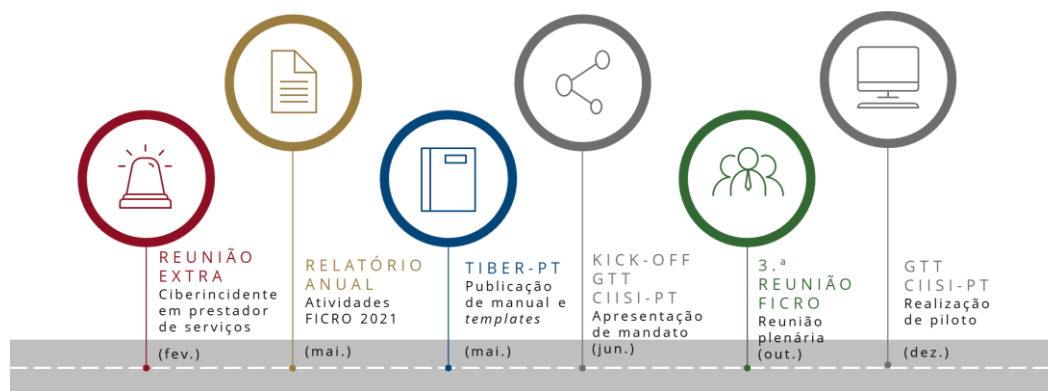 REUNIÃO
EXTRA
Ciberincidente
em prestador
de serviços
(fev.)
RELATÓRIO
ANUAL
Atividades
FICRO 2021
(mai.)
TIBER-PT
Publicação
de manual e
templates
(mai.)
KICK-OFF
GTT
CIISI-PT
Apresentação
de mandato
(jun.)
3.ª
REUNIÃO
FICRO
Reunião
plenária
(out.)
GTT
CIISI-PT
Realização
de piloto
(dez.)